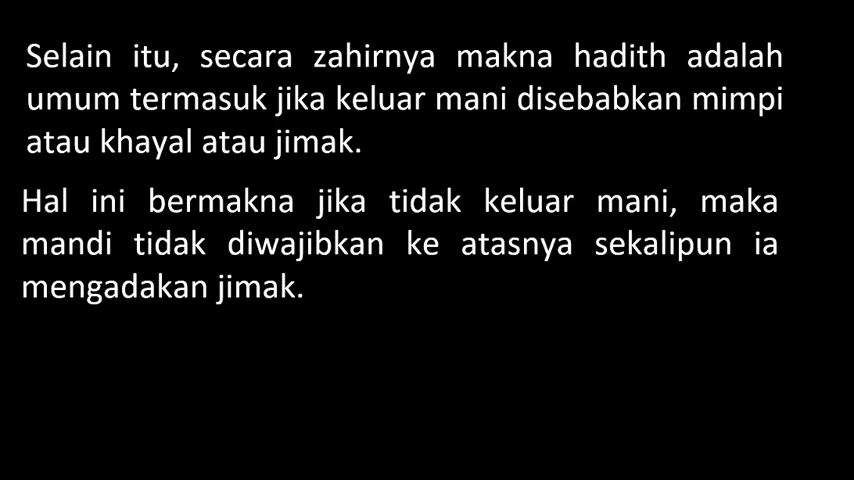 Selain itu, secara zahirnya makna hadith adalah
umum termasuk jika keluar mani disebabkan mimpi
atau khayal atau jimak.
Hal ini bermakna jika tidak keluar mani, maka
mandi tidak diwajibkan ke atasnya sekalipun ia
mengadakan jimak.